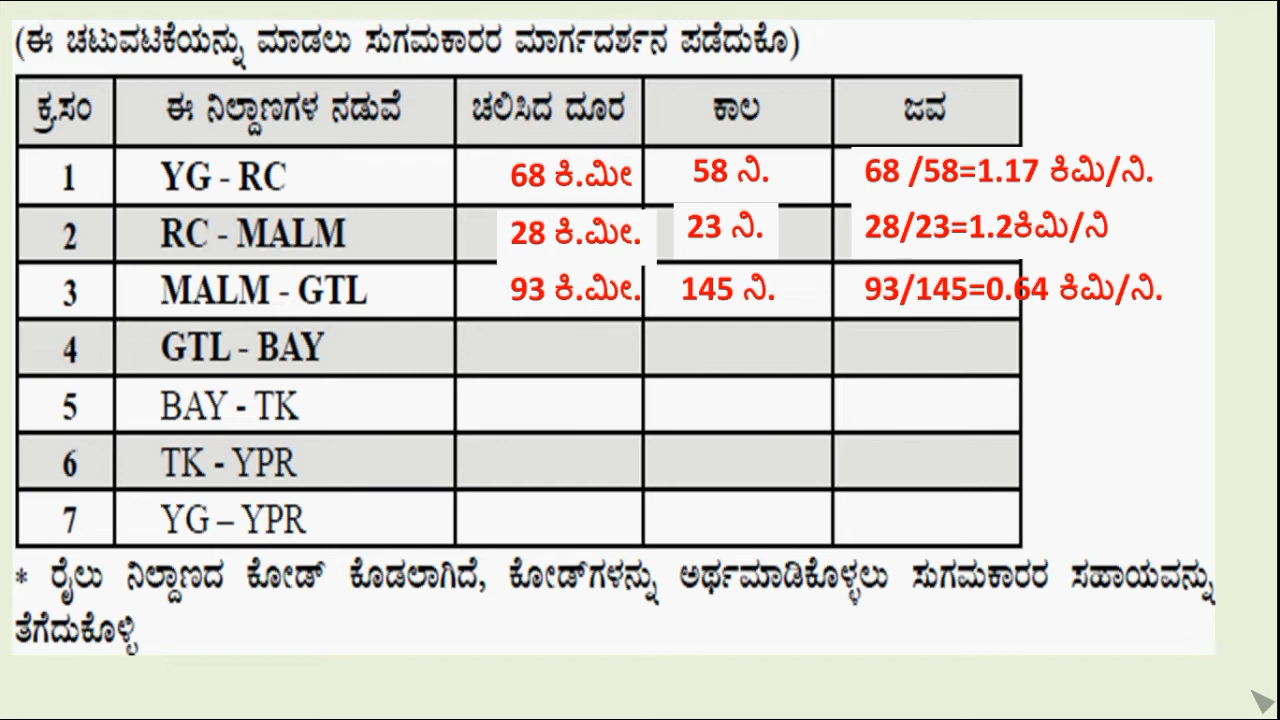 (ಈ ಚಟುವಟಿಕೆಯನ್ನು ಮಾಡಲು ಸುಗಮಕಾರರ ಮಾರ್ಗದರ್ಶನ ಪಡೆದುಕೊ)
ಕ್ರ.ಸಂ ಈ ನಿಲ್ದಾಣಗಳ ನಡುವೆ ಚಲಿಸಿದ ದೂರ ಕಾಲ ಜವ
1 YG - RC 68 ಕಿ.ಮೀ 58 ನಿ. 68 /58=1.17 ಕಿಮಿ/ನಿ.
2 RC - MALM 28 ಕಿ.ಮೀ. 23 ನಿ. 28/23=1.2ಕಿಮಿ/ನಿ
3 MALM - GTL 93 ಕಿ.ಮೀ. 145 ನಿ. 93/145=0.64 ಕಿಮಿ/ನಿ.
4 GTL - BAY
5 BAY - TK
6 TK - YPR
7 YG – YPR
* ರೈಲು ನಿಲ್ದಾಣದ ಕೋಡ್ ಕೊಡಲಾಗಿದೆ, ಕೋಡ್‌ಗಳನ್ನು ಅರ್ಥಮಾಡಿಕೊಳ್ಳಲು ಸುಗಮಕಾರರ ಸಹಾಯವನ್ನು
ತೆಗೆದುಕೊಳ್ಳಿ